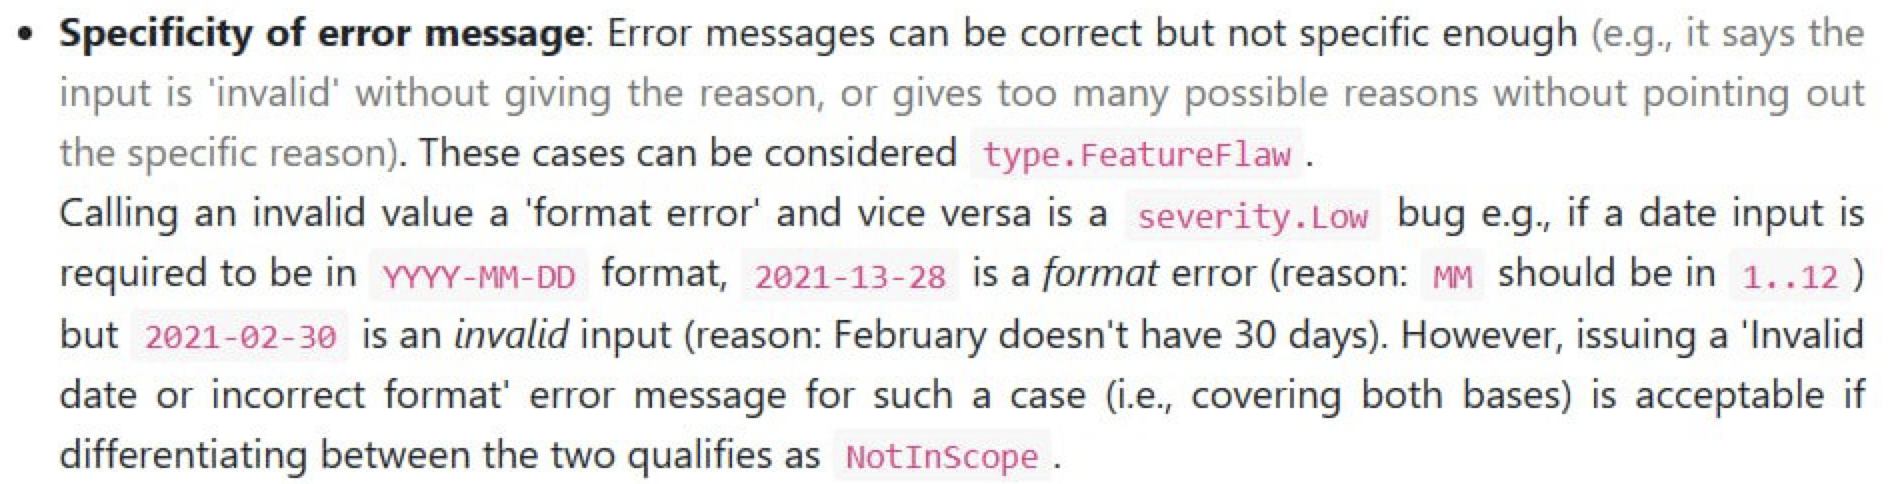 • Specificity of error message: Error messages can be correct but not specific enough (e.g., it says the
input is 'invalid' without giving the reason, or gives too many possible reasons without pointing out
the specific reason). These cases can be considered type.FeatureFlaw .
Calling an invalid value a 'format error' and vice versa is a severity.Low bug e.g., if a date input is
required to be in YYYY-MM-DD format, 2021-13-28 is a format error (reason: MM should be in 1..12 )
but 2021-02-30 is an invalid input (reason: February doesn't have 30 days). However, issuing a 'Invalid
date or incorrect format' error message for such a case (i.e., covering both bases) is acceptable if
differentiating between the two qualifies as NotInScope .